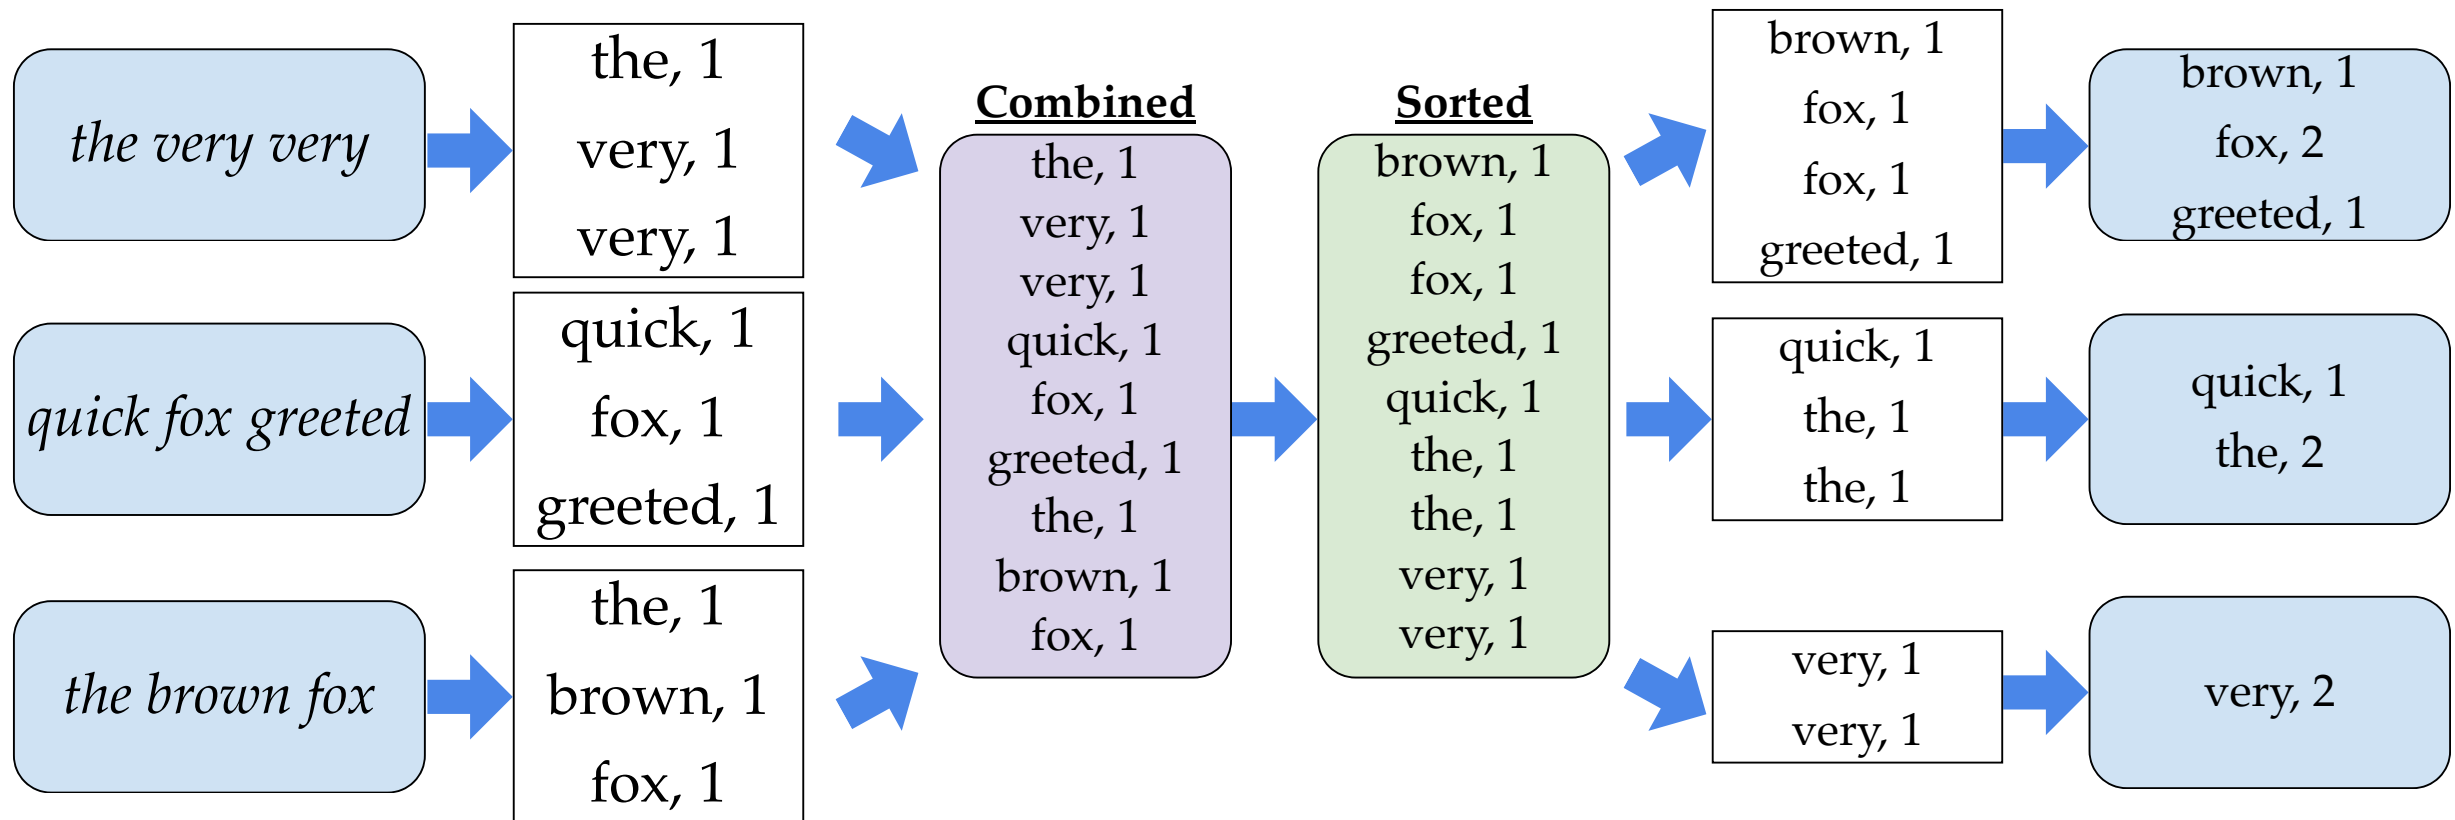 the very very
the, 1
very, 1
very, 1
quick fox greeted
quick, 1
fox, 1
greeted, 1
the brown fox
the, 1
brown, 1
fox, 1
Combined
the, 1
very, 1
very, 1
quick, 1
fox, 1
greeted, 1
the, 1
brown, 1
fox, 1
Sorted
brown, 1
fox, 1
fox, 1
greeted, 1
quick, 1
the, 1
the, 1
very, 1
very, 1
brown, 1
fox, 1
fox, 1
greeted, 1
brown, 1
fox, 2
greeted, 1
quick, 1
the, 1
the, 1
quick, 1
the, 2
very, 1
very, 1
very, 2